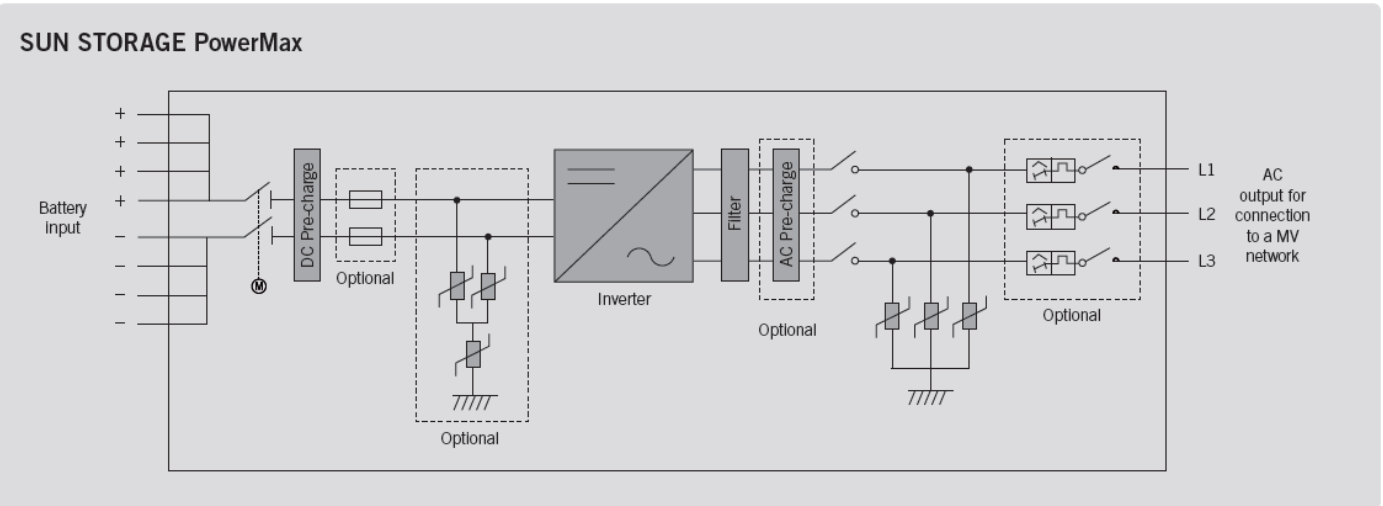 SUN STORAGE PowerMax
+
+
+
+
Battery
Input
−
−
−
−
M
DC Pre-charge
Optional
Optional
Inverter
Filter
AC Pre-charge
Optional
Optional
L1
L2
L3
AC
output for
connection
to a MV
network